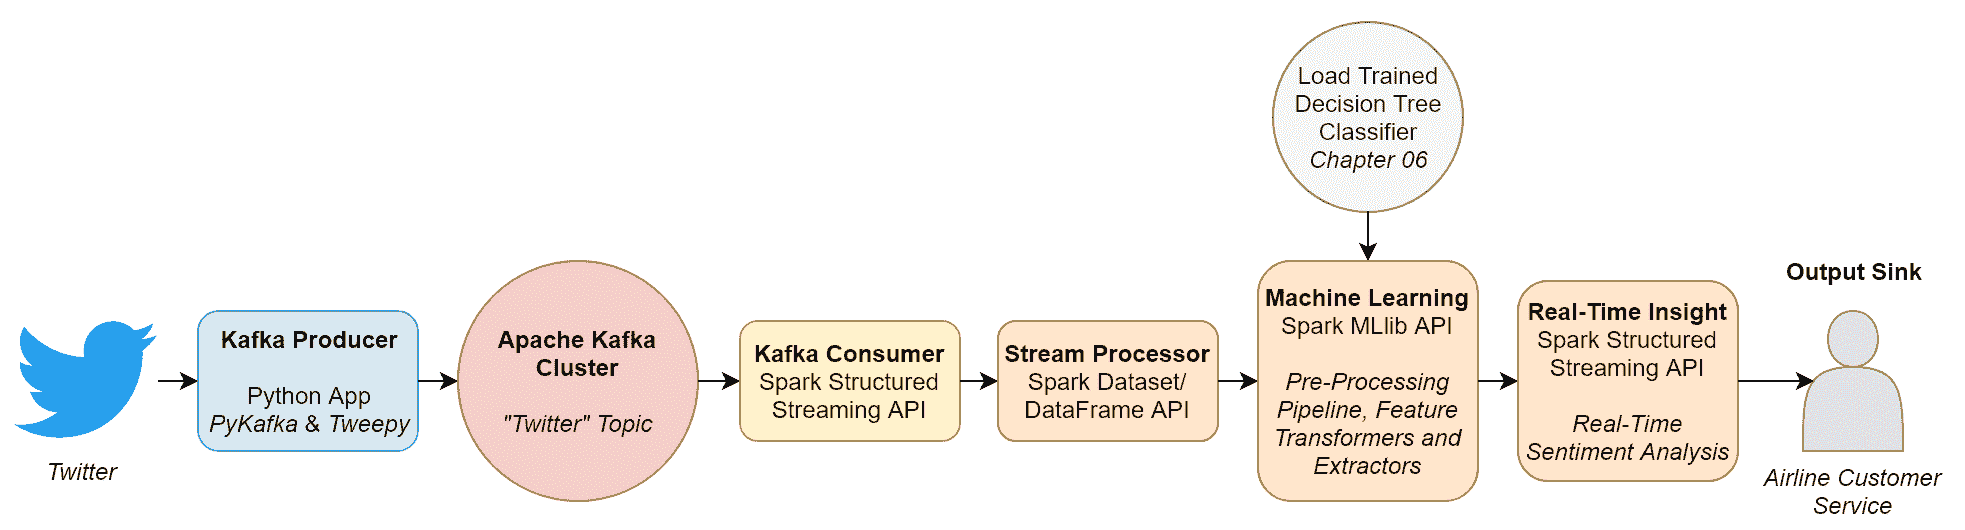 Load Trained
Decision Tree
Classifier
Chapter 06
Twitter
Kafka Producer
Python App
PyKafka & Tweepy
Apache Kafka
Cluster
"Twitter" Topic
Kafka Consumer
Spark Structured
Streaming API
Stream Processor
Spark Dataset/
DataFrame API
Machine Learning
Spark MLlib API
Pre-Processing
Pipeline, Feature
Transformers and
Extractors
Real-Time Insight
Spark Structured
Streaming API
Real-Time
Sentiment Analysis
Output Sink
Airline Customer
Service